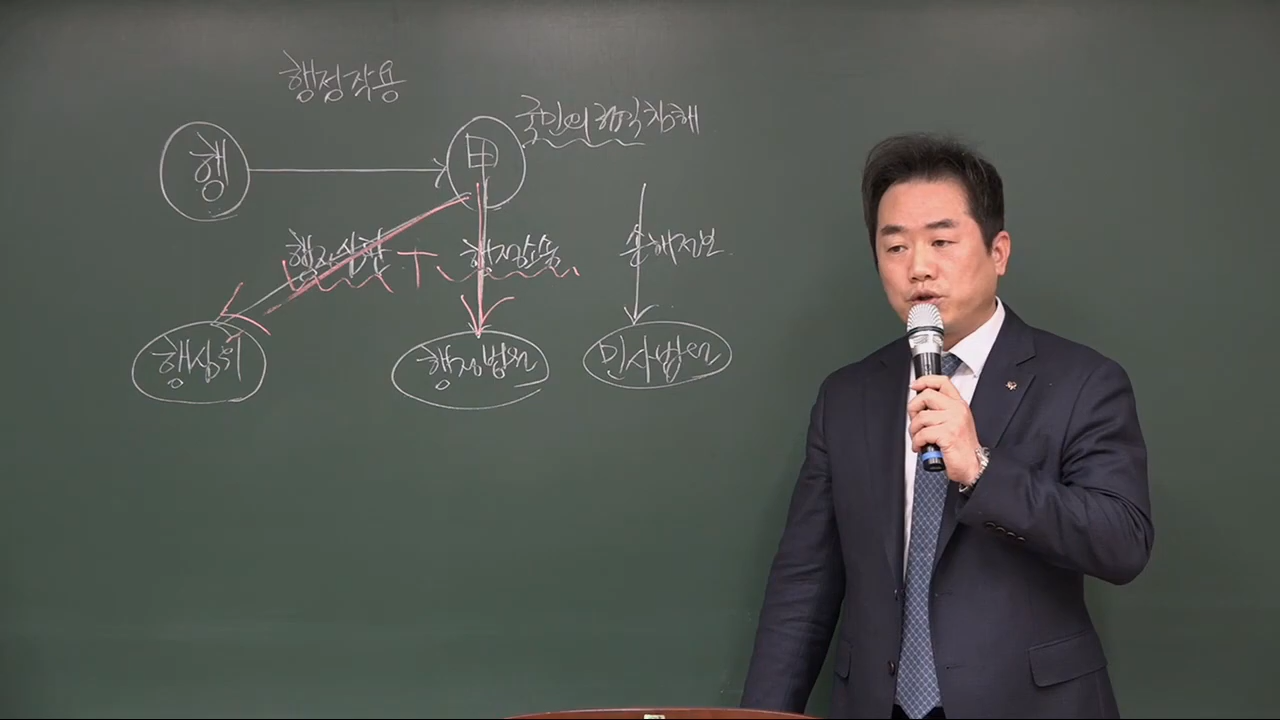 행정작용
국민의 권익침해
행 甲
행정심판 행정소송 손해전보
행심위 행정법원 민사법원